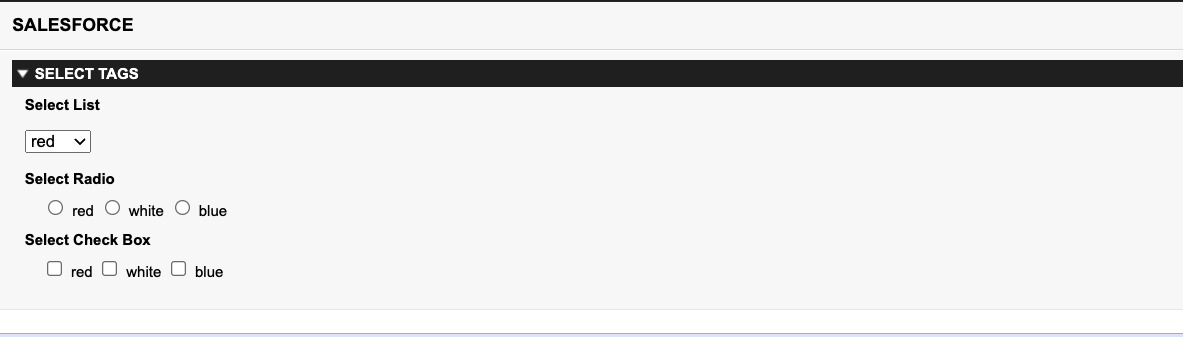 SALESFORCE
SELECT TAGS
Select List
red
Select Radio
red white blue
Select Check Box
red white blue